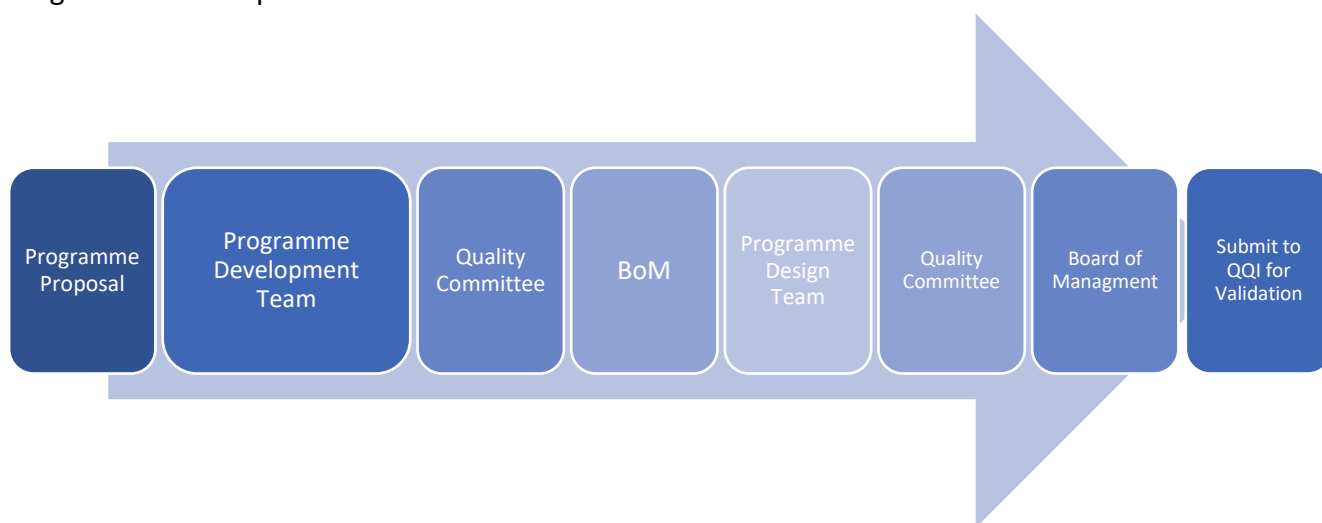 Programme
Proposal
Programme
Development
Team
Quality
Committee
BoM
Programme
Design
Team
Quality
Committee
Board of
Managment
Submit to
QQI for
Validation